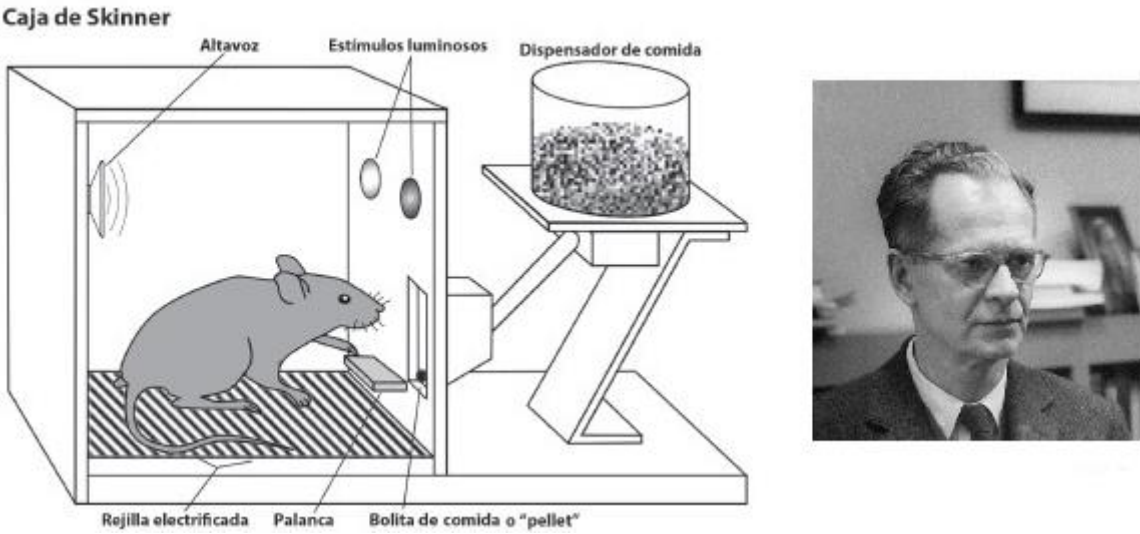 Caja de Skinner
Altavoz
Estímulos luminosos
Dispensador de comida
Rejilla electrificada
Palanca
Bolita de comida o "pellet"